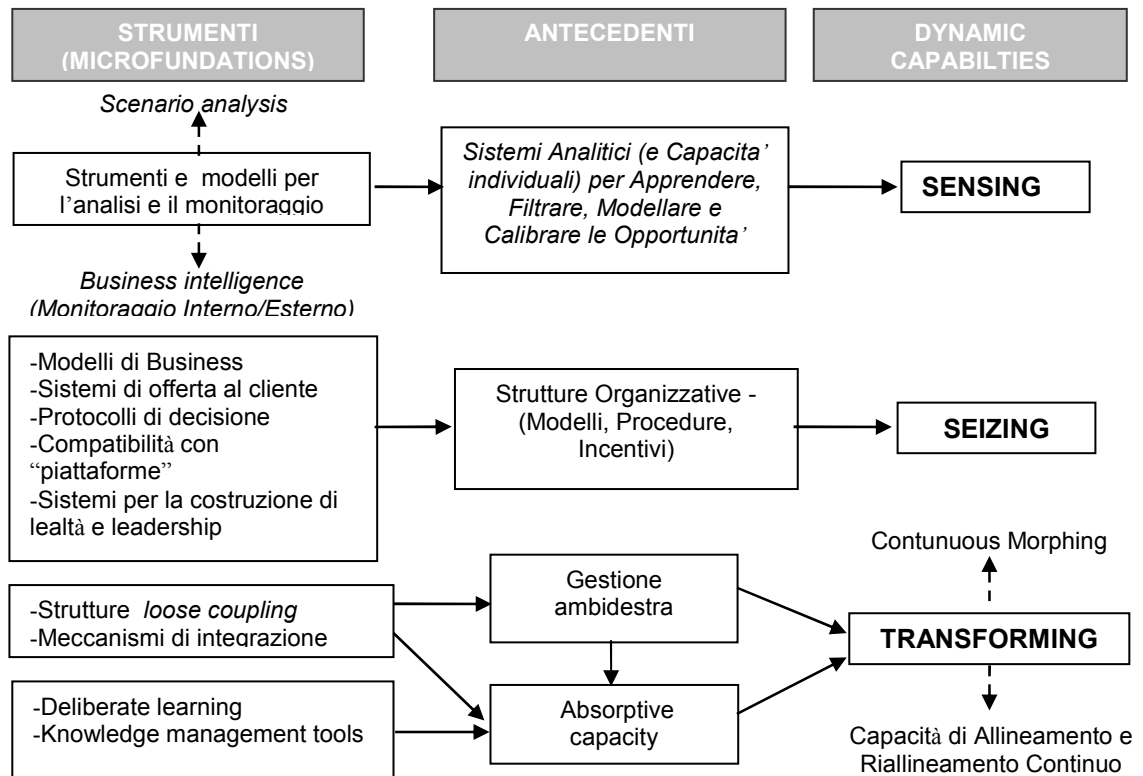 STRUMENTI
(MICROFUNDATIONS)
ANTECEDENTI
DYNAMIC
CAPABILTIES
Scenario analysis
Strumenti e modelli per
l’analisi e il monitoraggio
Business intelligence
(Monitoraggio Interno/Esterno)
Sistemi Analitici (e Capacita’
individuali) per Apprendere,
Filtrare, Modellare e
Calibrare le Opportunita’
SENSING
-Modelli di Business
-Sistemi di offerta al cliente
-Protocolli di decisione
-Compatibilità con
“piattaforme”
-Sistemi per la costruzione di
lealtà e leadership
Strutture Organizzative -
(Modelli, Procedure,
Incentivi)
SEIZING
-Strutture loose coupling
-Meccanismi di integrazione
-Deliberate learning
-Knowledge management tools
Gestione
ambidestra
Absorptive
capacity
Contunuous Morphing
TRANSFORMING
Capacità di Allineamento e
Riallineamento Continuo